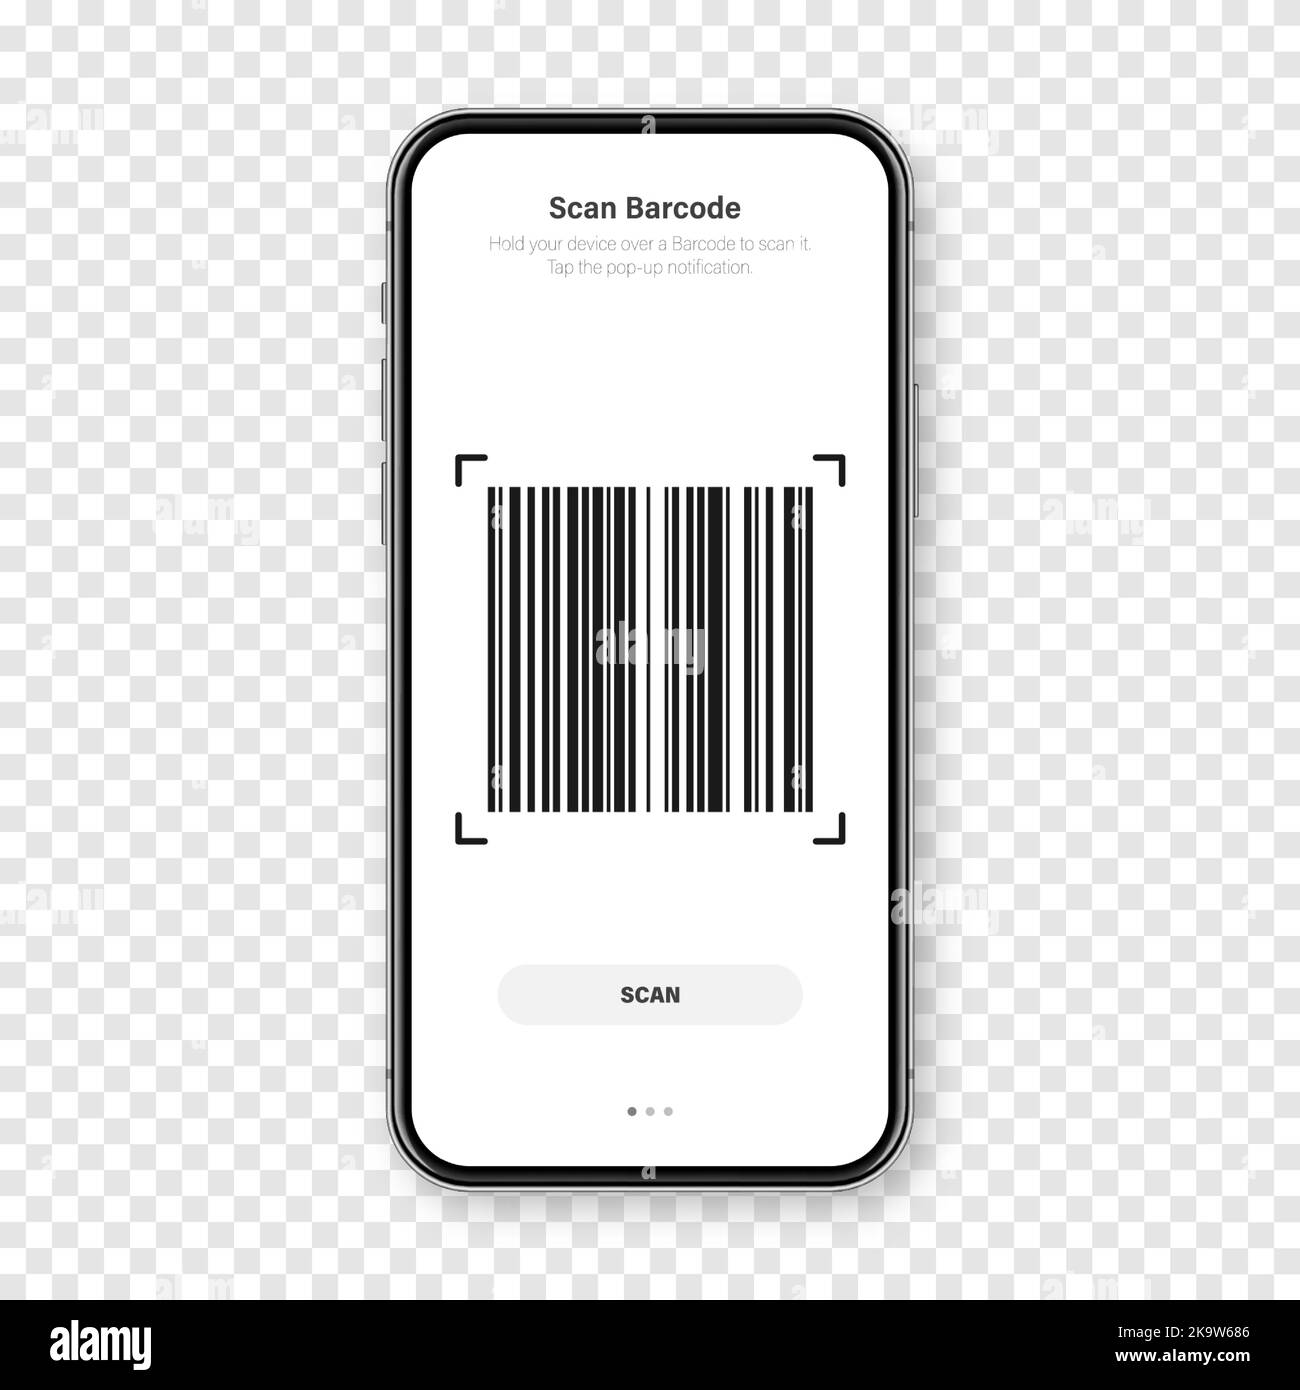 Scan Barcode
Hold your device over a Barcode to scan it.
Tap the pop-up notification.
alamy
SCAN
alamy
Image ID: 2K9W686
www.alamy.com